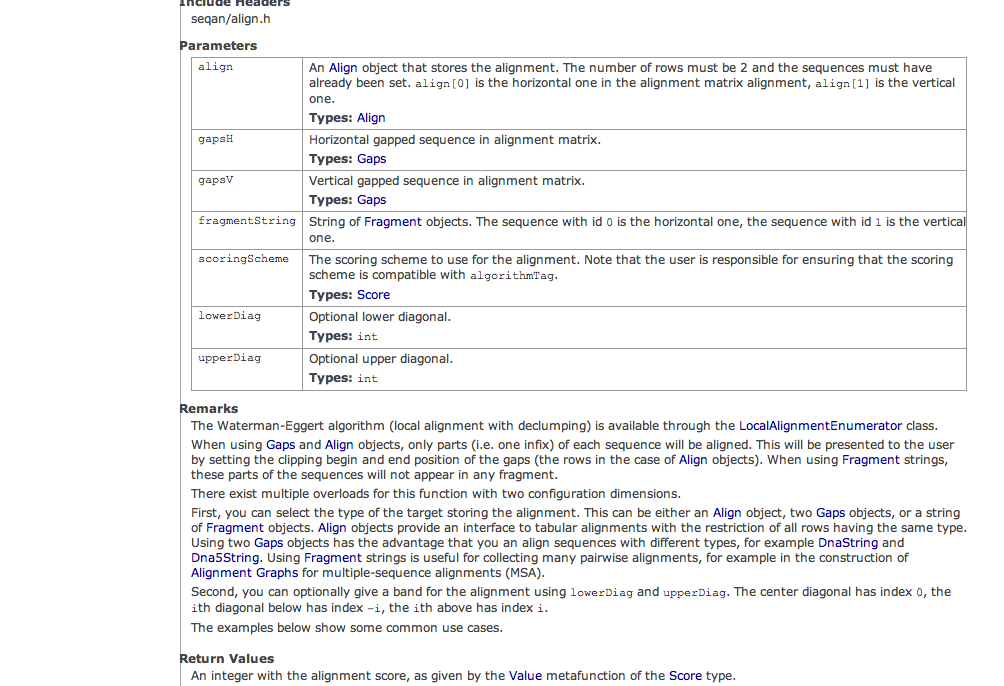 Include Headers
seqan/align.h
Parameters
align
An Align object that stores the alignment. The number of rows must be 2 and the sequences must have
already been set. align[0] is the horizontal one in the alignment matrix alignment, align[1] is the vertical
one.
Types: Align
gapsH
Horizontal gapped sequence in alignment matrix.
Types: Gaps
gapsV
Vertical gapped sequence in alignment matrix.
Types: Gaps
fragmentString
String of Fragment objects. The sequence with id 0 is the horizontal one, the sequence with id 1 is the vertical
one.
scoringScheme
The scoring scheme to use for the alignment. Note that the user is responsible for ensuring that the scoring
scheme is compatible with algorithmTag.
Types: Score
lowerDiag
Optional lower diagonal.
Types: int
upperDiag
Optional upper diagonal.
Types: int
Remarks
The Waterman-Eggert algorithm (local alignment with declumping) is available through the LocalAlignmentEnumerator class.
When using Gaps and Align objects, only parts (i.e. one infix) of each sequence will be aligned. This will be presented to the user
by setting the clipping begin and end position of the gaps (the rows in the case of Align objects). When using Fragment strings,
these parts of the sequences will not appear in any fragment.
There exist multiple overloads for this function with two configuration dimensions.
First, you can select the type of the target storing the alignment. This can be either an Align object, two Gaps objects, or a string
of Fragment objects. Align objects provide an interface to tabular alignments with the restriction of all rows having the same type.
Using two Gaps objects has the advantage that you an align sequences with different types, for example DnaString and
Dna5String. Using Fragment strings is useful for collecting many pairwise alignments, for example in the construction of
Alignment Graphs for multiple-sequence alignments (MSA).
Second, you can optionally give a band for the alignment using lowerDiag and upperDiag. The center diagonal has index 0, the
ith diagonal below has index -i, the ith above has index i.
The examples below show some common use cases.
Return Values
An integer with the alignment score, as given by the Value metafunction of the Score type.